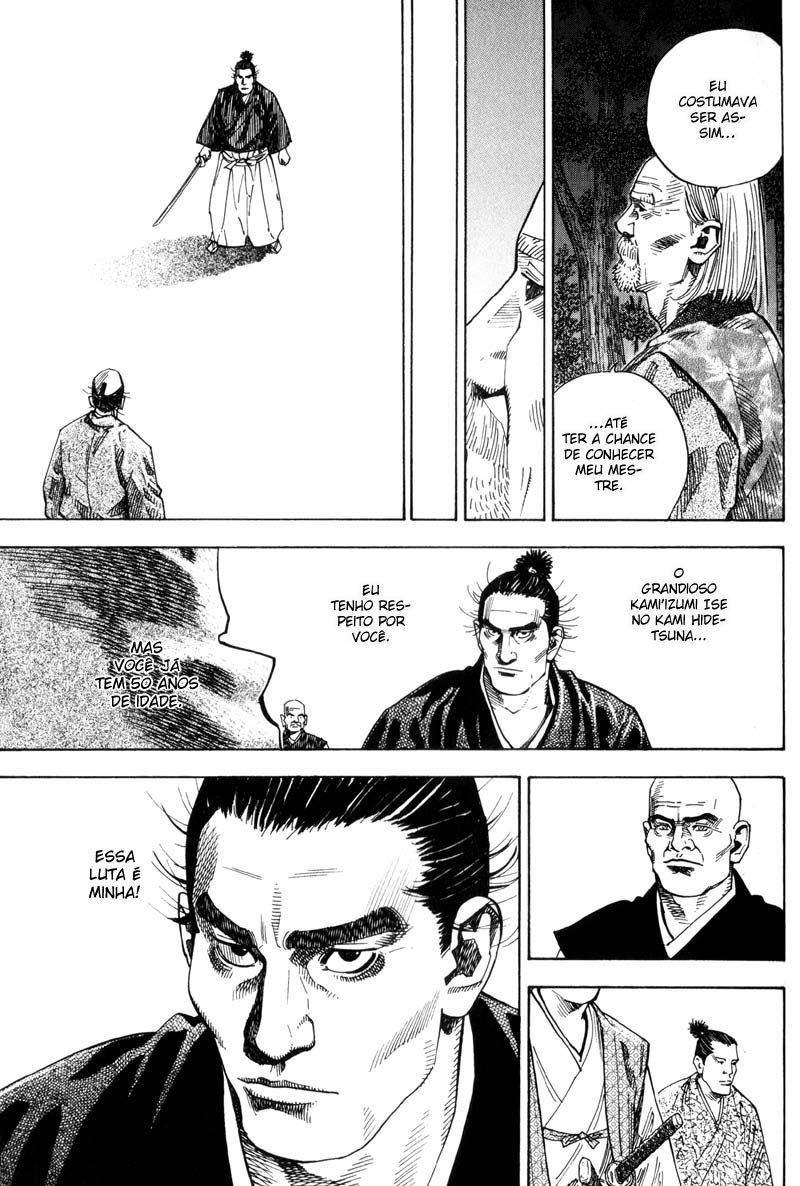 EU
COSTUMAVA
SER AS-
SIM...
...ATÉ
TER A CHANCE
DE CONHECER
MEU MES-
TRE.
O
GRANDIOSO
KAMI'IZUMI ISE
NO KAMI HIDE-
TSUNA...
EU
TENHO RES-
PEITO POR
VOCÊ.
MAS
VOCÊ JÁ
TEM 50 ANOS
DE IDADE.
ESSA
LUTA É
MINHA!